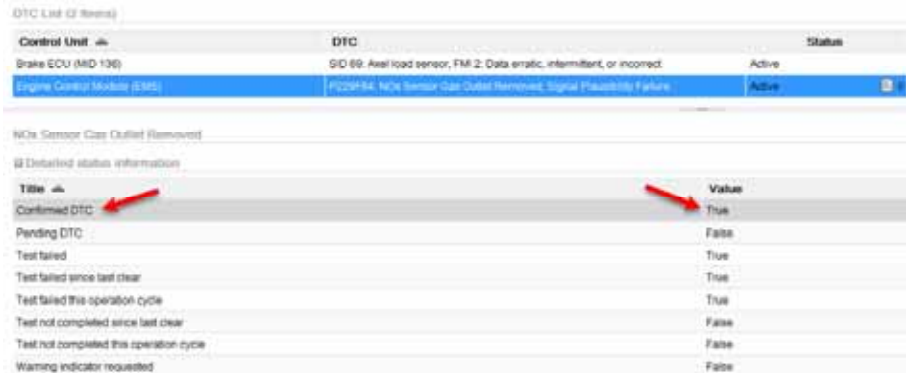 DTC List (2 Items)
Control Unit DTC Status
Brake ECU (MID 136) SID 69: Axel load sensor, FMI 2: Data erratic, intermittent, or incorrect Active
Engine Control Module (EMS) P229F64: NOx Sensor Gas Outlet Removed, Signal Plausibility Failure Active
NOx Sensor Gas Outlet Removed
Detailed status information
Title Value
Confirmed DTC True
Pending DTC False
Test failed True
Test failed since last clear True
Test failed this operation cycle True
Test not completed since last clear False
Test not completed this operation cycle False
Warning indicator requested False